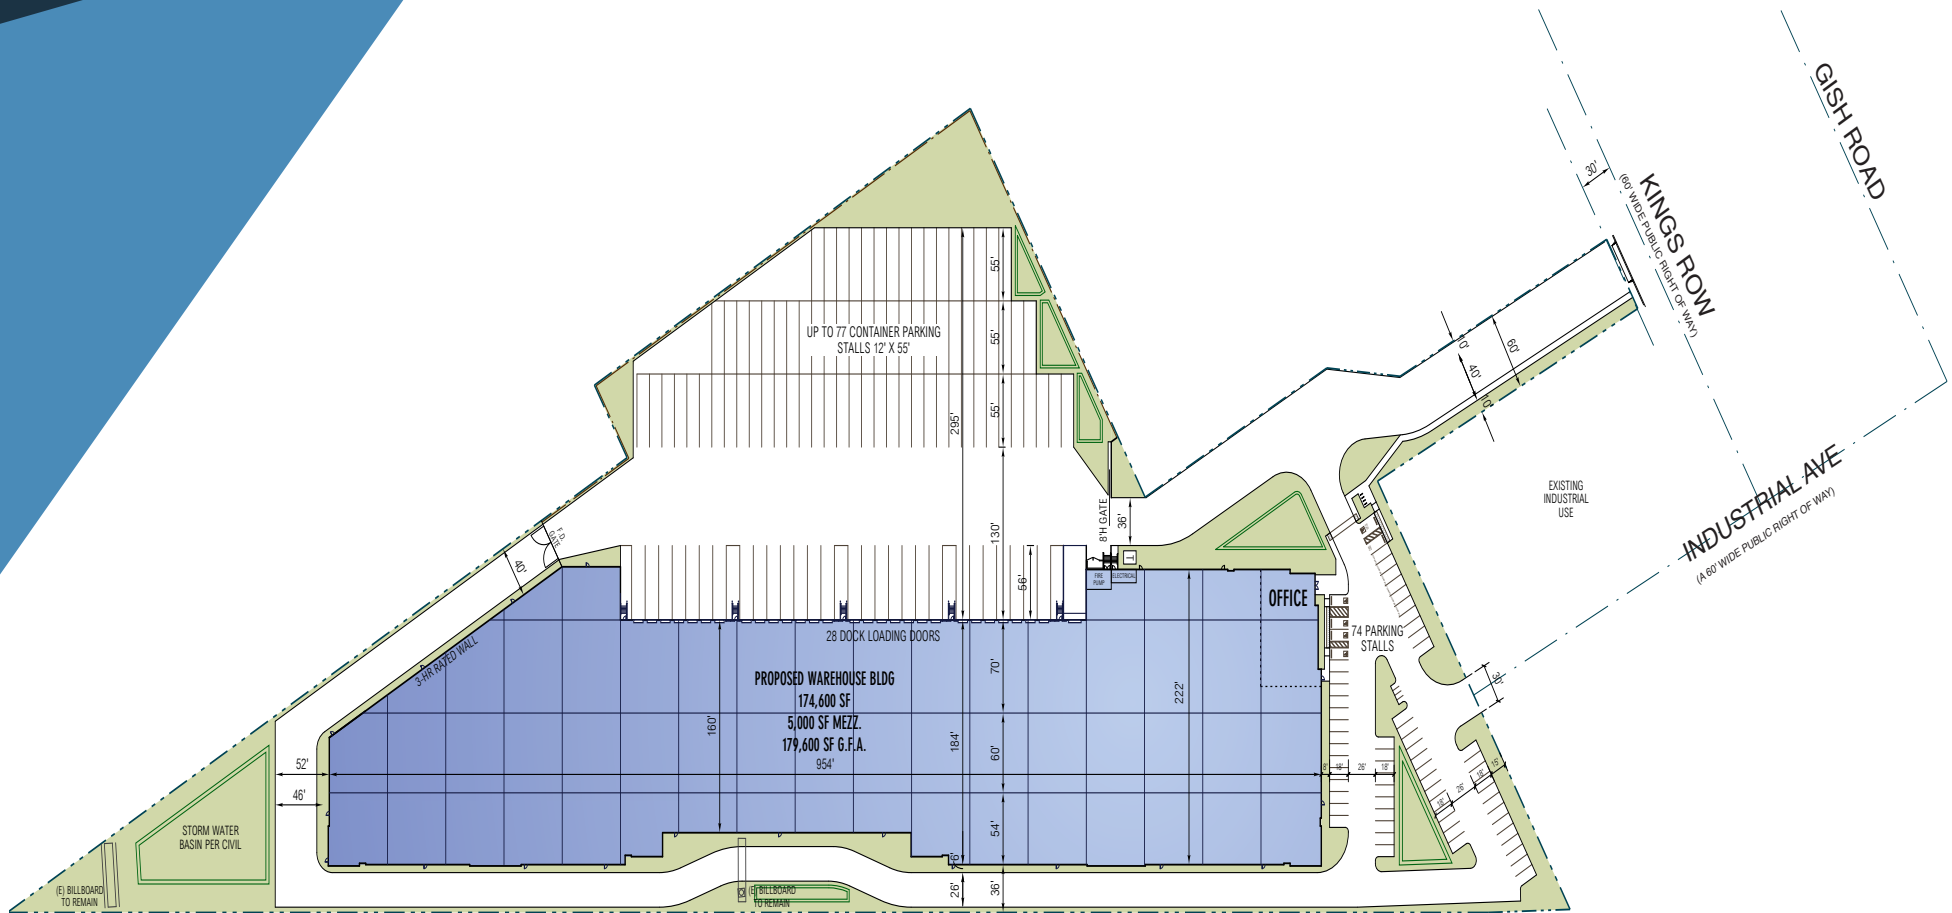 GISH ROAD
30'
KINGS ROW
(60' WIDE PUBLIC RIGHT OF WAY)
55'
55'
55'
295'
UP TO 77 CONTAINER PARKING
STALLS 12' X 55'
60'
40'
10'
INDUSTRIAL AVE
(A 60' WIDE PUBLIC RIGHT OF WAY)
EXISTING
INDUSTRIAL
USE
8'H GATE
36'
130'
56'
F.D.
GATE
40'
T
FIRE
PUMP
ELECTRICAL
OFFICE
28 DOCK LOADING DOORS
74 PARKING
STALLS
3-HR RATED WALL
PROPOSED WAREHOUSE BLDG
174,600 SF
5,000 SF MEZZ.
179,600 SF G.F.A.
954'
160'
184'
70'
60'
54'
222'
30'
52'
46'
18'
26'
18'
15'
18'
26'
18'
STORM WATER
BASIN PER CIVIL
(E) BILLBOARD
TO REMAIN
(E) BILLBOARD
TO REMAIN
26'
36'